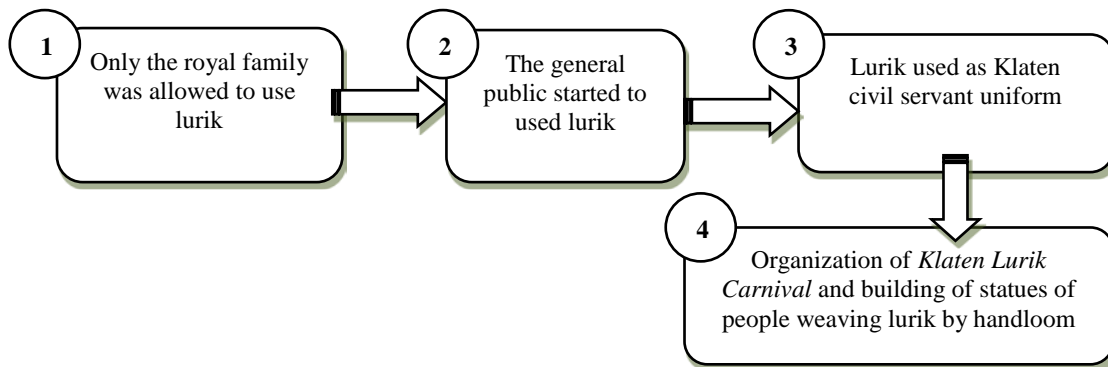 1
Only the royal family
was allowed to use
lurik
2
The general
public started to
used lurik
3
Lurik used as Klaten
civil servant uniform
4
Organization of Klaten Lurik
Carnival and building of statues of
people weaving lurik by handloom